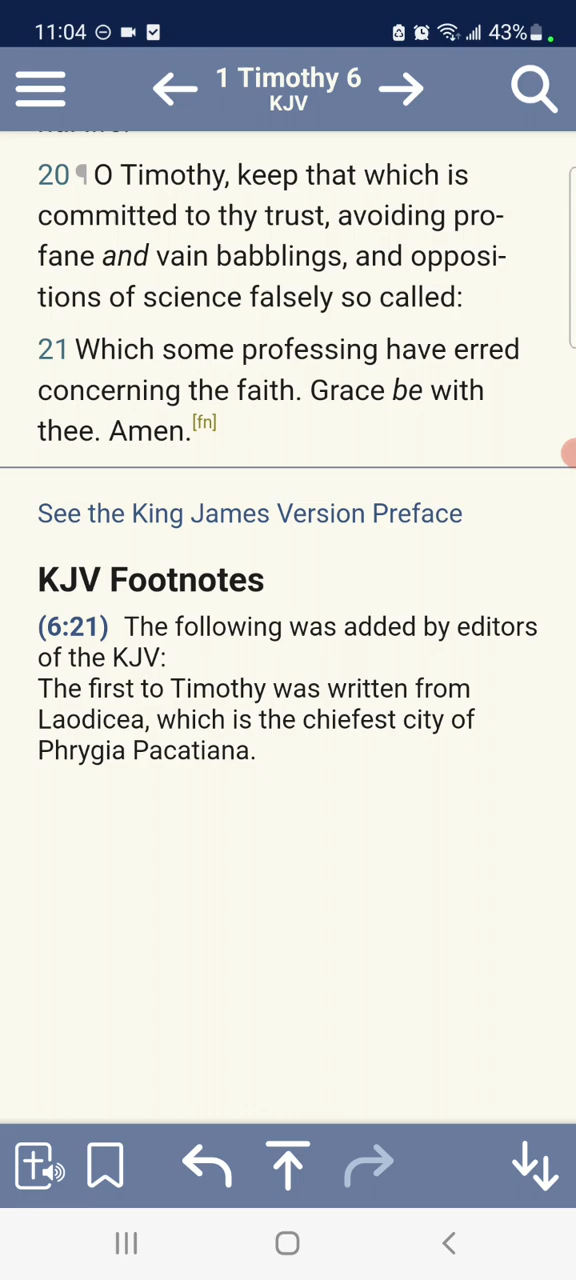 11:04 43%
1 Timothy 6
KJV
20 ¶ O Timothy, keep that which is
committed to thy trust, avoiding pro-
fane and vain babblings, and opposi-
tions of science falsely so called:
21 Which some professing have erred
concerning the faith. Grace be with
thee. Amen.[fn]
See the King James Version Preface
KJV Footnotes
(6:21) The following was added by editors
of the KJV:
The first to Timothy was written from
Laodicea, which is the chiefest city of
Phrygia Pacatiana.